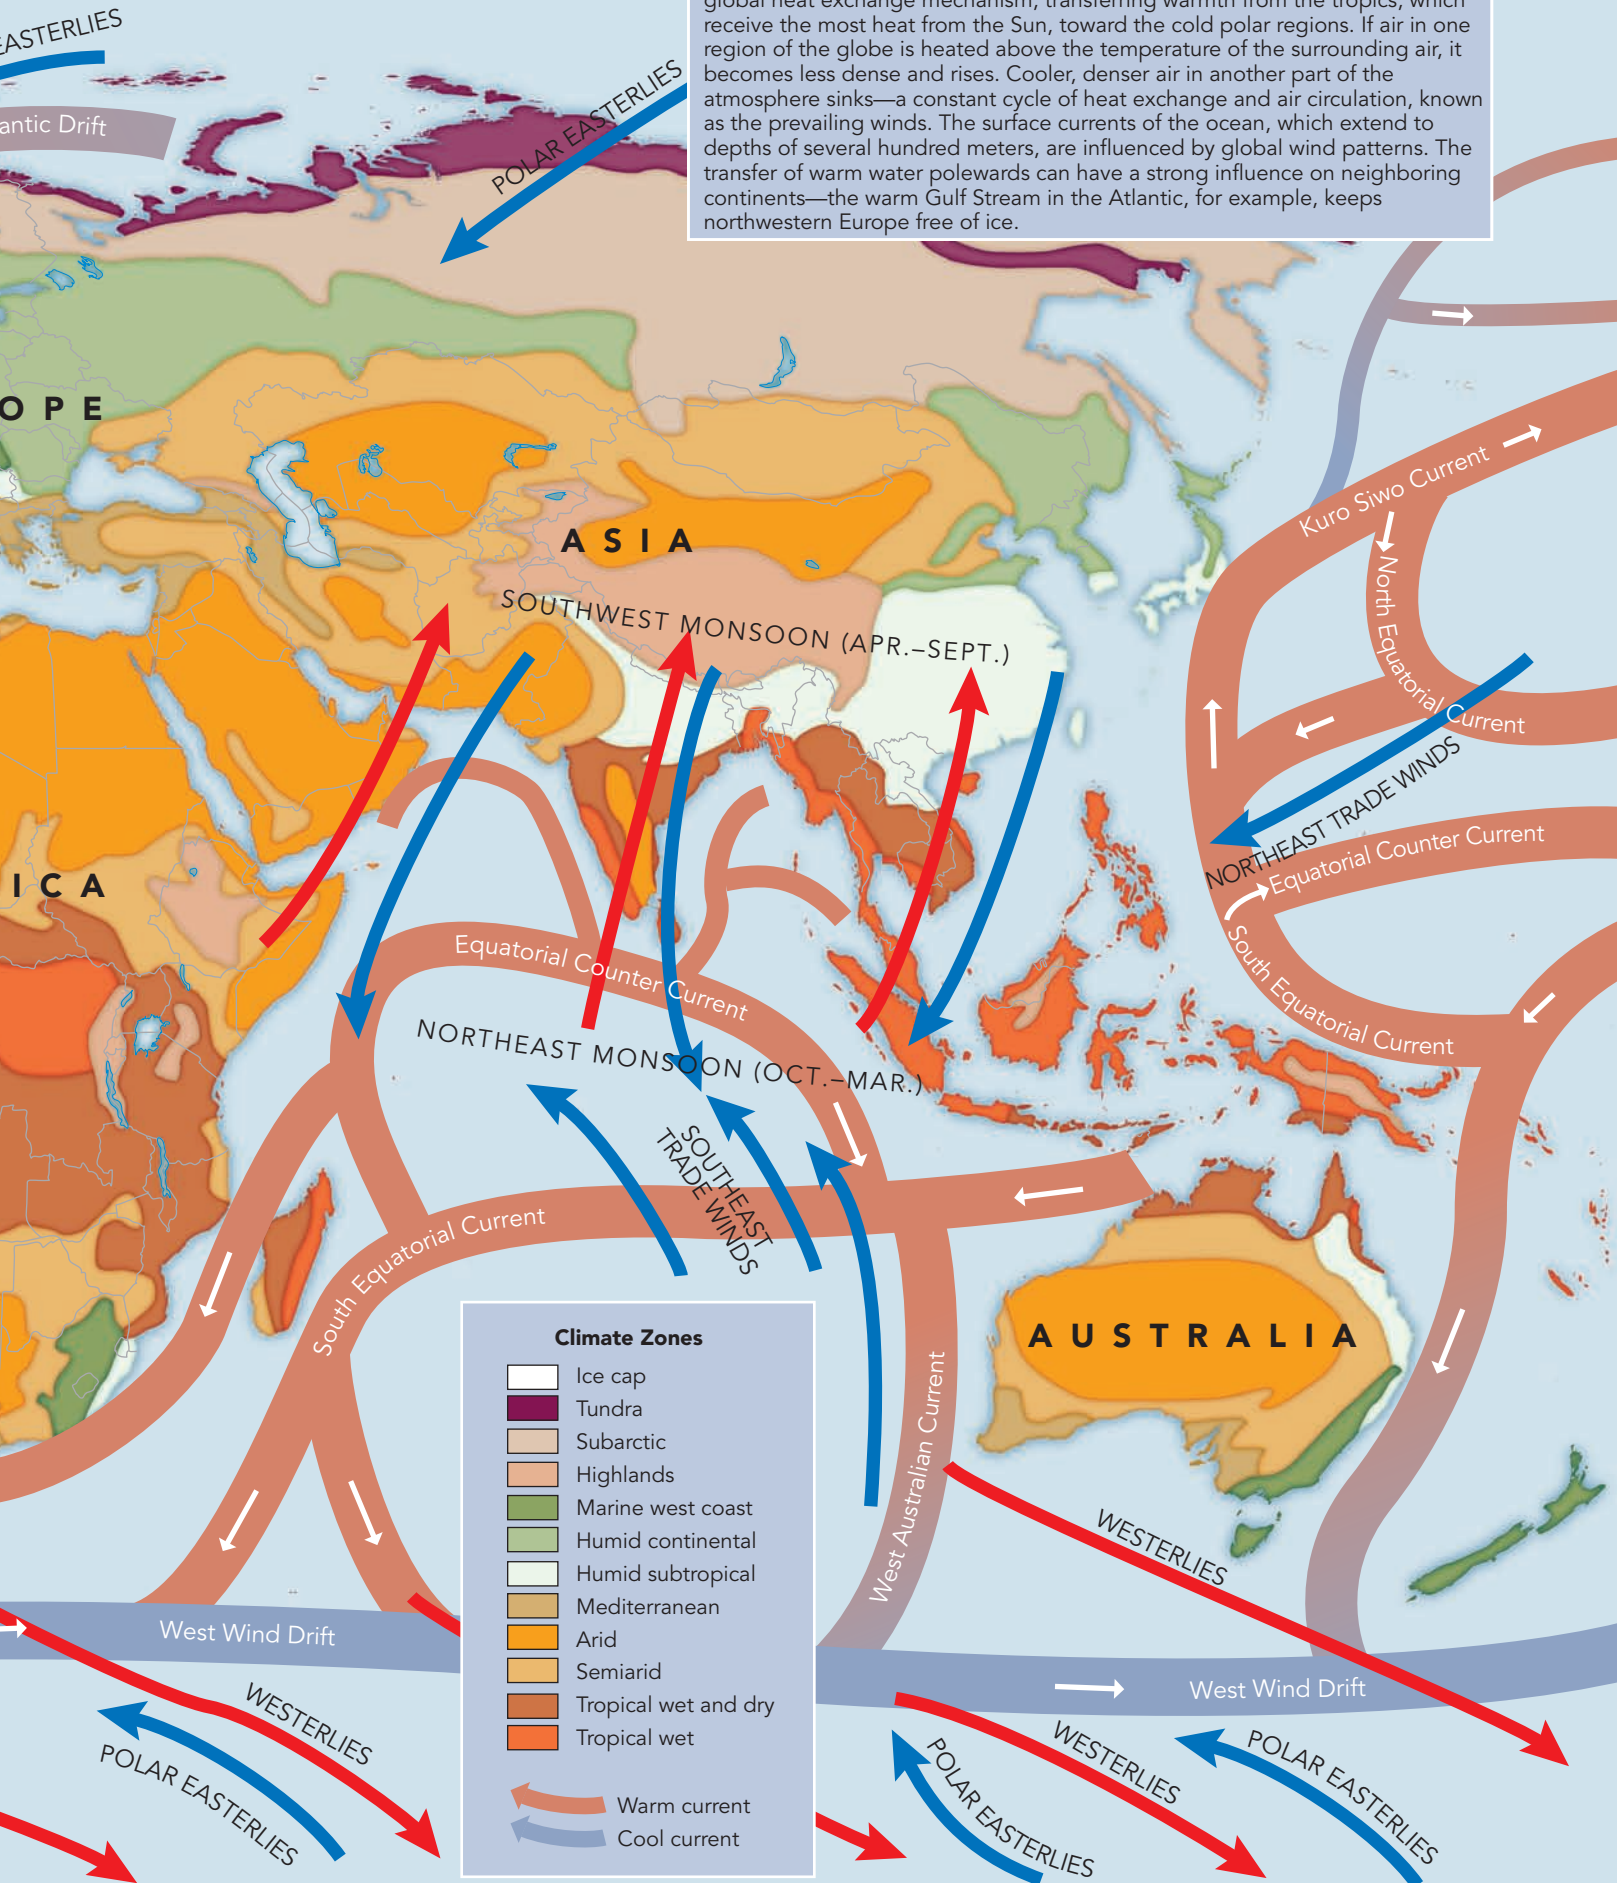 global heat exchange mechanism, transferring warmth from the tropics, which
receive the most heat from the Sun, toward the cold polar regions. If air in one
region of the globe is heated above the temperature of the surrounding air, it
becomes less dense and rises. Cooler, denser air in another part of the
atmosphere sinks—a constant cycle of heat exchange and air circulation, known
as the prevailing winds. The surface currents of the ocean, which extend to
depths of several hundred meters, are influenced by global wind patterns. The
transfer of warm water polewards can have a strong influence on neighboring
continents—the warm Gulf Stream in the Atlantic, for example, keeps
northwestern Europe free of ice.
EASTERLIES
POLAR EASTERLIES
antic Drift
OPE
ASIA
Kuro Siwo Current
North Equatorial Current
SOUTHWEST MONSOON (APR.–SEPT.)
NORTHEAST TRADE WINDS
Equatorial Counter Current
ICA
South Equatorial Current
Equatorial Counter Current
NORTHEAST MONSOON (OCT.–MAR.)
SOUTHEAST
TRADE WINDS
South Equatorial Current
AUSTRALIA
West Australian Current
WESTERLIES
Climate Zones
Ice cap
Tundra
Subarctic
Highlands
Marine west coast
Humid continental
Humid subtropical
Mediterranean
Arid
Semiarid
Tropical wet and dry
Tropical wet
Warm current
Cool current
West Wind Drift
West Wind Drift
WESTERLIES
POLAR EASTERLIES
WESTERLIES
POLAR EASTERLIES
POLAR EASTERLIES